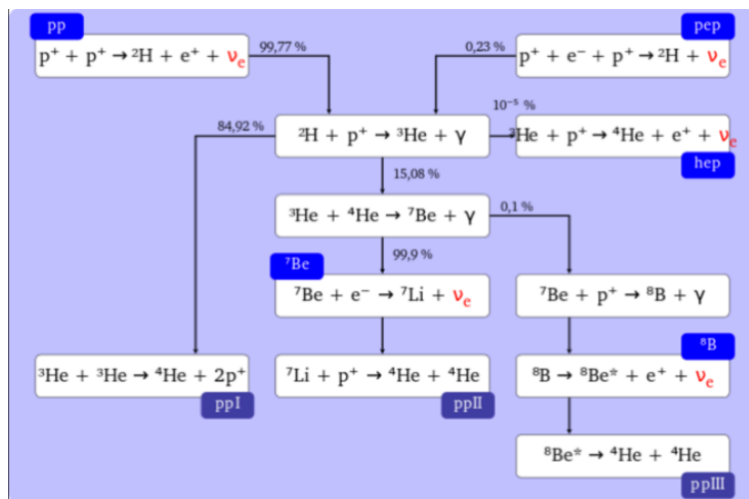 pp
pep
p⁺ + p⁺ → ²H + e⁺ + νₑ
99,77 %
0,23 %
p⁺ + e⁻ + p⁺ → ²H + νₑ
84,92 %
²H + p⁺ → ³He + γ
10⁻⁵ %
³He + p⁺ → ⁴He + e⁺ + νₑ
hep
15,08 %
³He + ⁴He → ⁷Be + γ
0,1 %
99,9 %
⁷Be
⁷Be + e⁻ → ⁷Li + νₑ
⁷Be + p⁺ → ⁸B + γ
⁸B
³He + ³He → ⁴He + 2p⁺
⁷Li + p⁺ → ⁴He + ⁴He
⁸B → ⁸Be* + e⁺ + νₑ
ppI
ppII
⁸Be* → ⁴He + ⁴He
ppIII